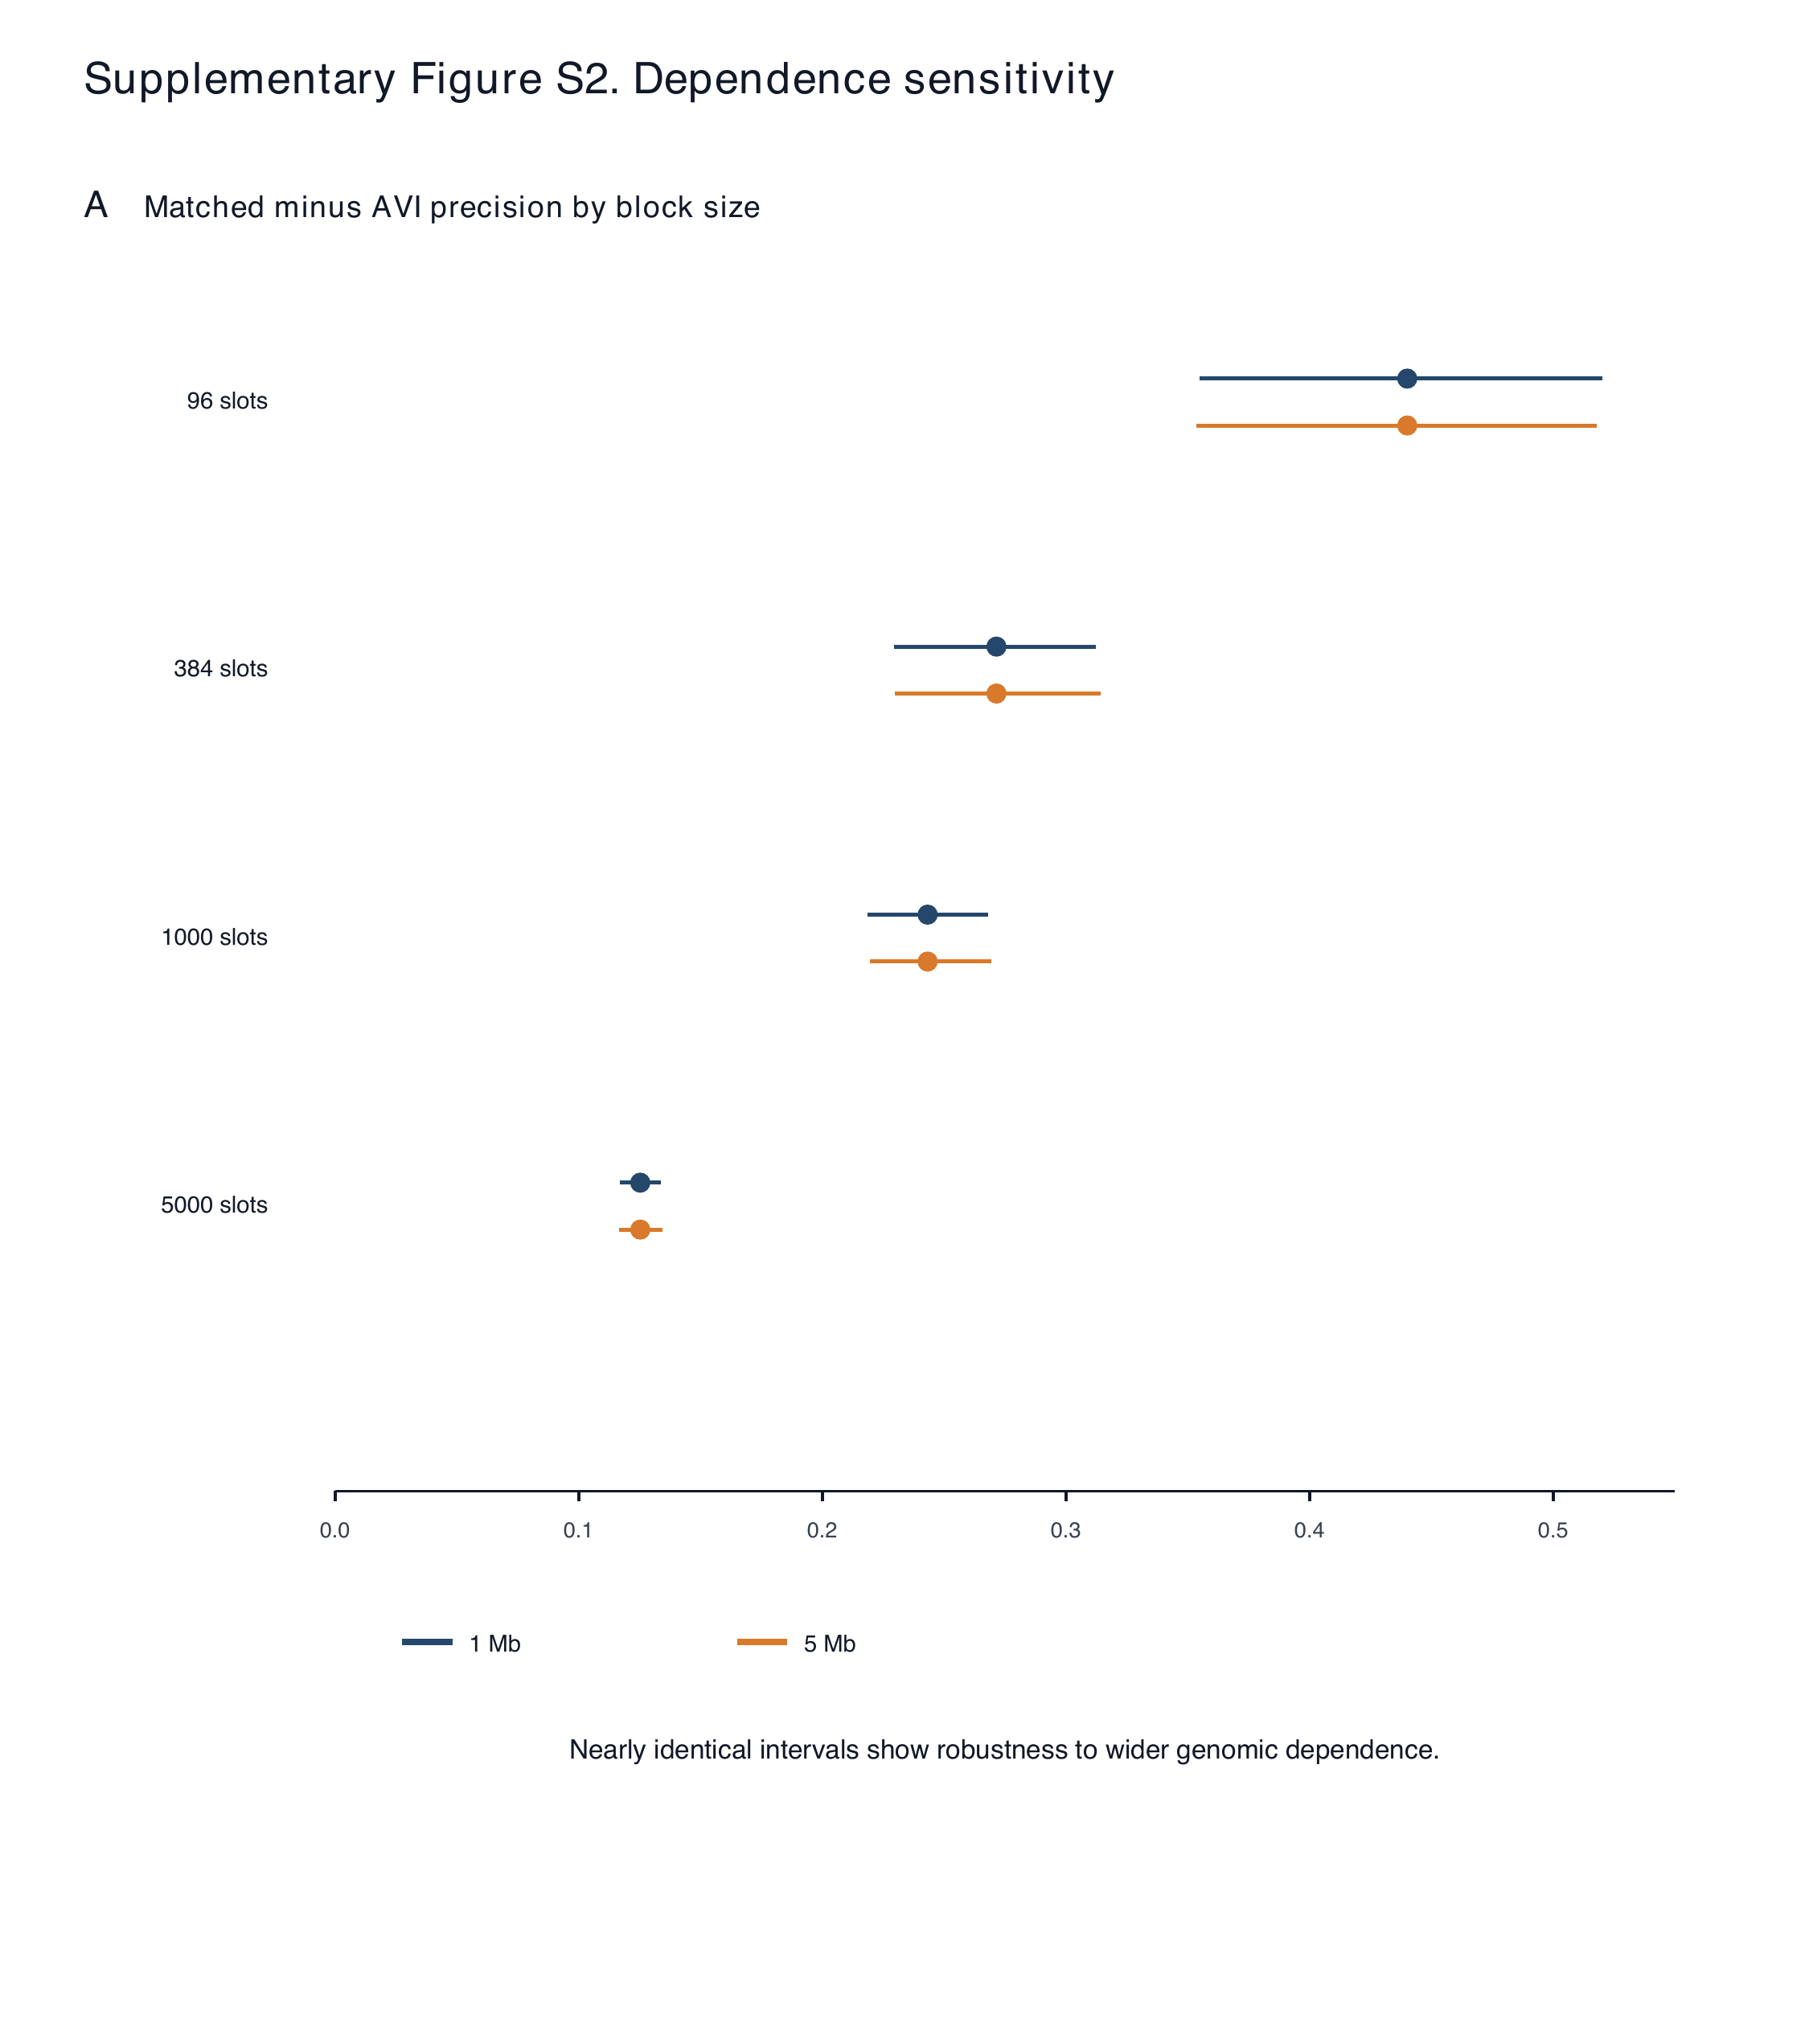 Supplementary Figure S2. Dependence sensitivity
A Matched minus AVI precision by block size
96 slots
384 slots
1000 slots
5000 slots
0.0 0.1 0.2 0.3 0.4 0.5
1 Mb 5 Mb
Nearly identical intervals show robustness to wider genomic dependence.